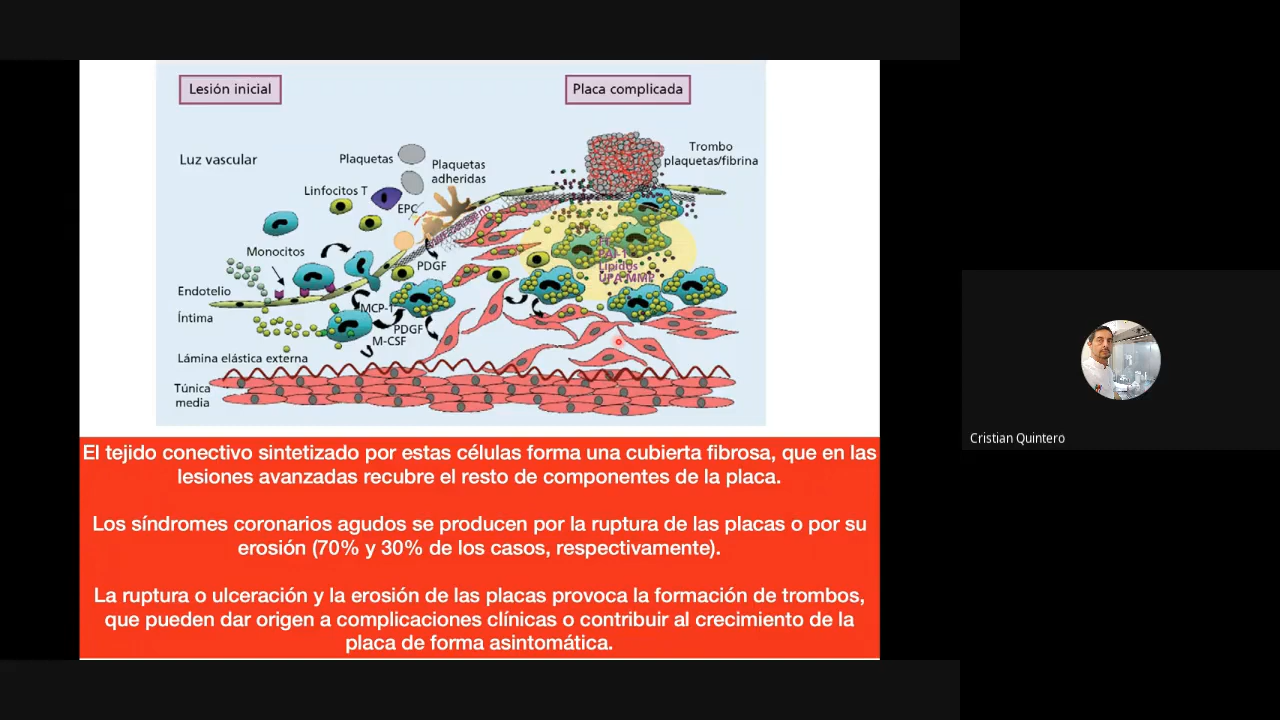 Lesión inicial
Placa complicada
Luz vascular
Plaquetas
Plaquetas
adheridas
Trombo
plaquetas/fibrina
Linfocitos T
EPC
Monocitos
PDGF
Lípidos
Endotelio
MCP-1
Íntima
PDGF
M-CSF
Lámina elástica externa
Túnica
media
El tejido conectivo sintetizado por estas células forma una cubierta fibrosa, que en las
lesiones avanzadas recubre el resto de componentes de la placa.
Los síndromes coronarios agudos se producen por la ruptura de las placas o por su
erosión (70% y 30% de los casos, respectivamente).
La ruptura o ulceración y la erosión de las placas provoca la formación de trombos,
que pueden dar origen a complicaciones clínicas o contribuir al crecimiento de la
placa de forma asintomática.
Cristian Quintero